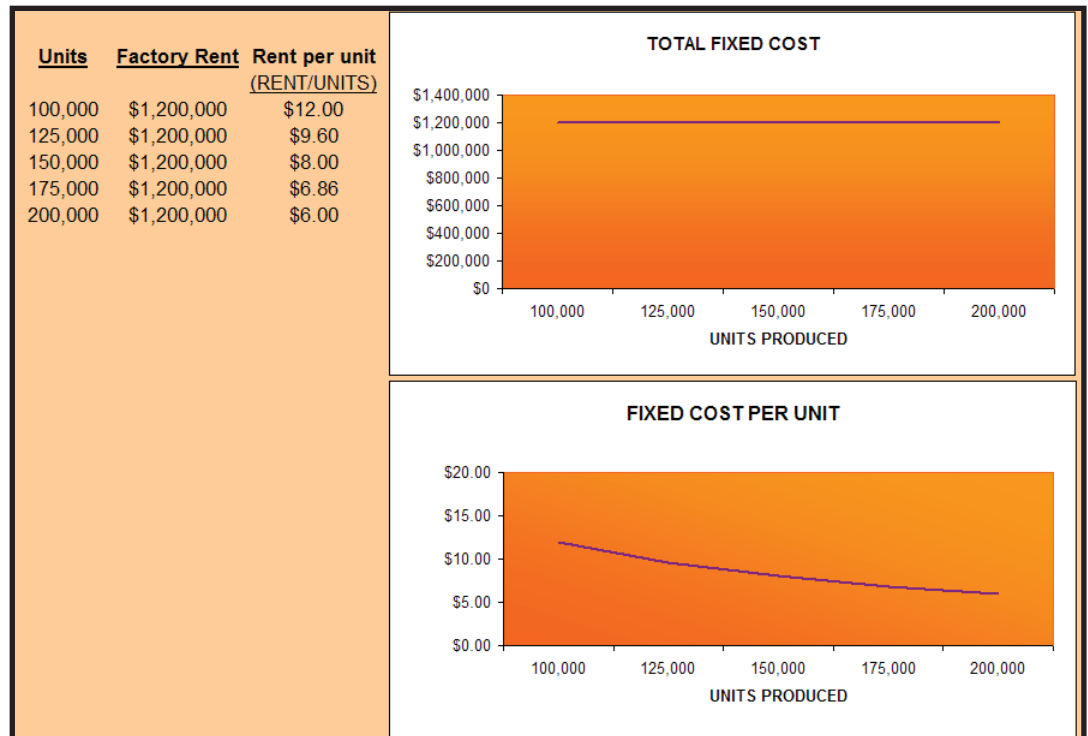 Units Factory Rent Rent per unit
(RENT/UNITS)
100,000 $1,200,000 $12.00
125,000 $1,200,000 $9.60
150,000 $1,200,000 $8.00
175,000 $1,200,000 $6.86
200,000 $1,200,000 $6.00
TOTAL FIXED COST
$1,400,000
$1,200,000
$1,000,000
$800,000
$600,000
$400,000
$200,000
$0
100,000 125,000 150,000 175,000 200,000
UNITS PRODUCED
FIXED COST PER UNIT
$20.00
$15.00
$10.00
$5.00
$0.00
100,000 125,000 150,000 175,000 200,000
UNITS PRODUCED